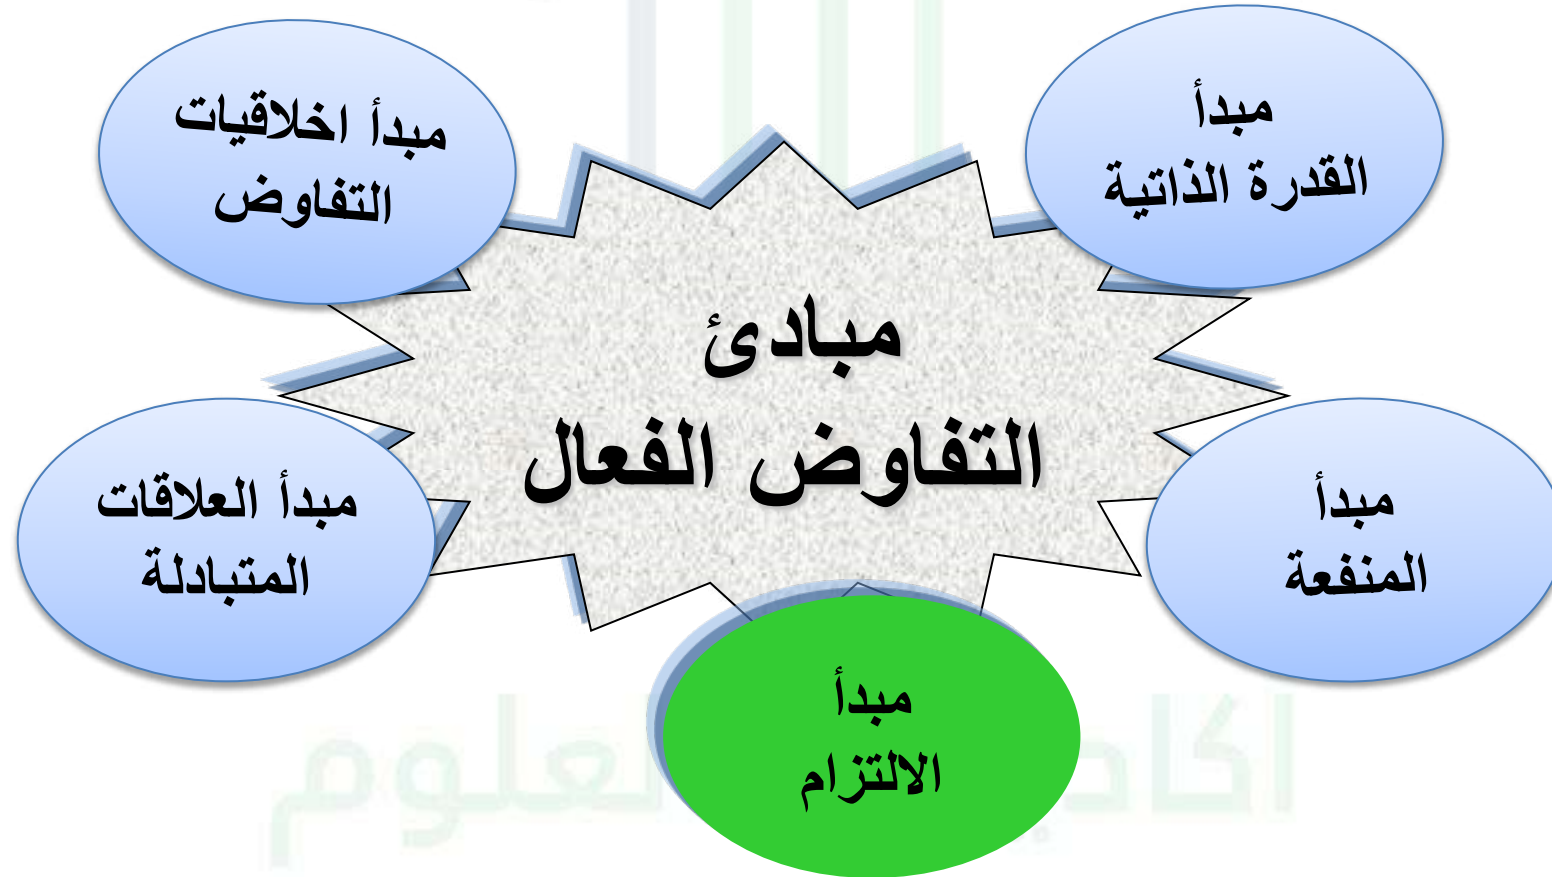 مبادئ
التفاوض الفعال
مبدأ
القدرة الذاتية
مبدأ
المنفعة
مبدأ
الالتزام
مبدأ العلاقات
المتبادلة
مبدأ اخلاقيات
التفاوض